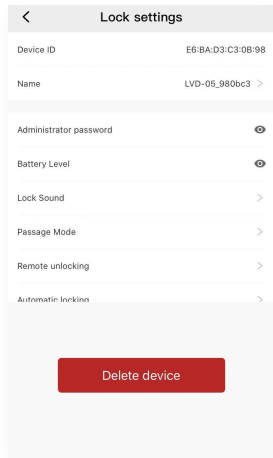 Lock settings
Device ID E6:BA:D3:C3:0B:98
Name LVD-05_980bc3
Administrator password
Battery Level
Lock Sound
Passage Mode
Remote unlocking
Automatic locking
Delete device